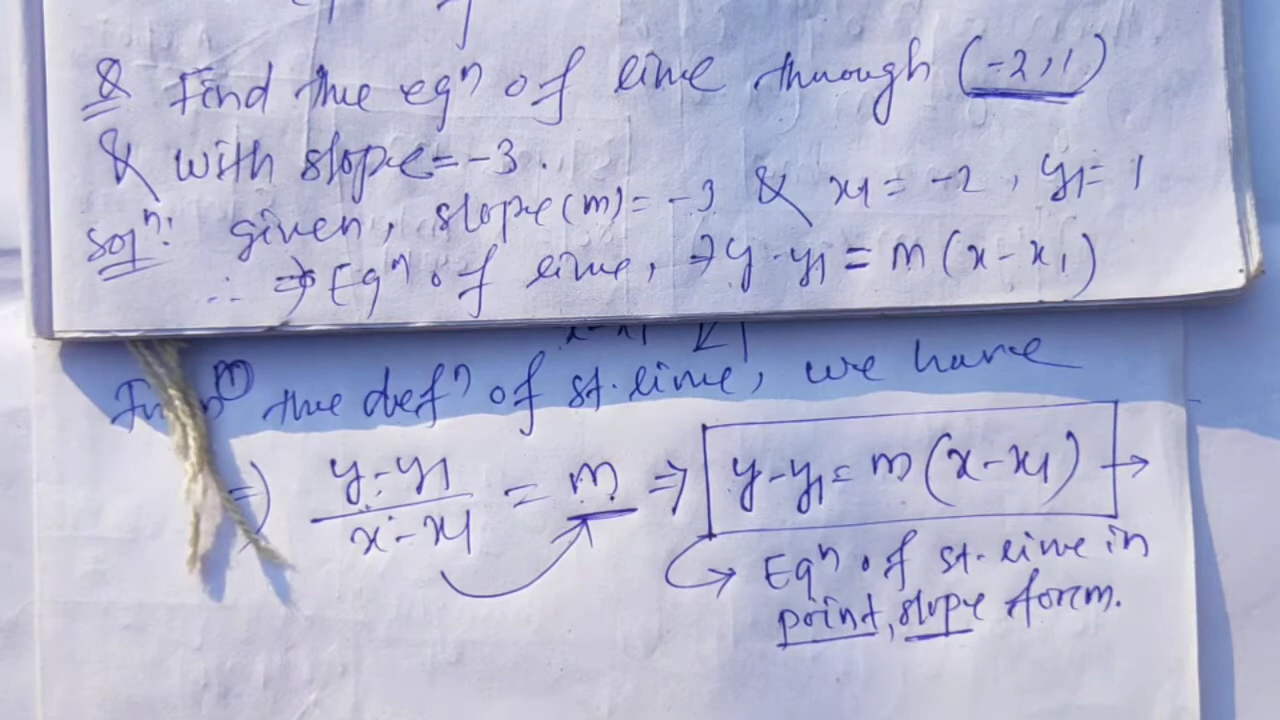 Q Find the eqⁿ of line through (-2,1)
& with slope = -3.
Solⁿ: given, slope(m) = -3 & x₁ = -2, y₁ = 1
∴ ⇒ Eqⁿ of line, ⇒ y - y₁ = m (x - x₁)
the defⁿ of st. line, we have
⇒ y - y₁ / x - x₁ = m ⇒ y - y₁ = m (x - x₁) →
↪ Eqⁿ of st. line in
point, slope form.